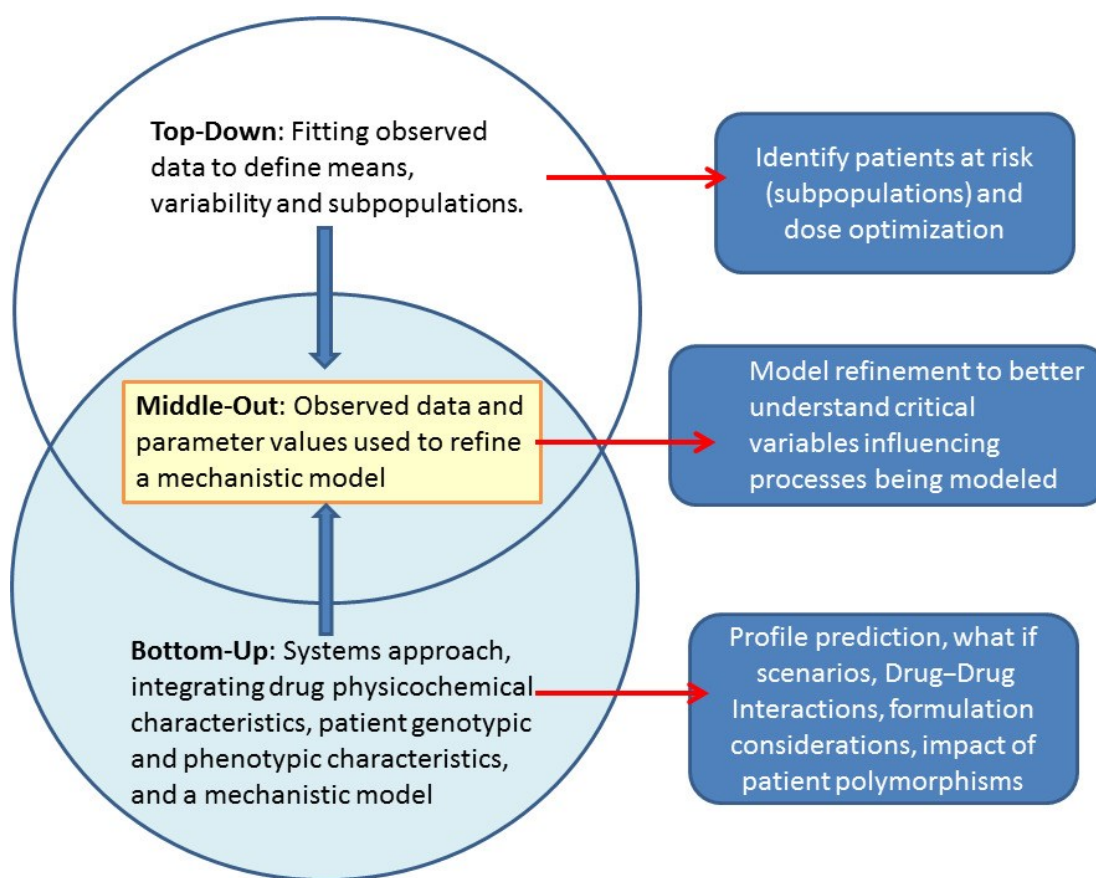 Top-Down: Fitting observed
data to define means,
variability and subpopulations.
Identify patients at risk
(subpopulations) and
dose optimization
Middle-Out: Observed data and
parameter values used to refine
a mechanistic model
Model refinement to better
understand critical
variables influencing
processes being modeled
Bottom-Up: Systems approach,
integrating drug physicochemical
characteristics, patient genotypic
and phenotypic characteristics,
and a mechanistic model
Profile prediction, what if
scenarios, Drug–Drug
Interactions, formulation
considerations, impact of
patient polymorphisms